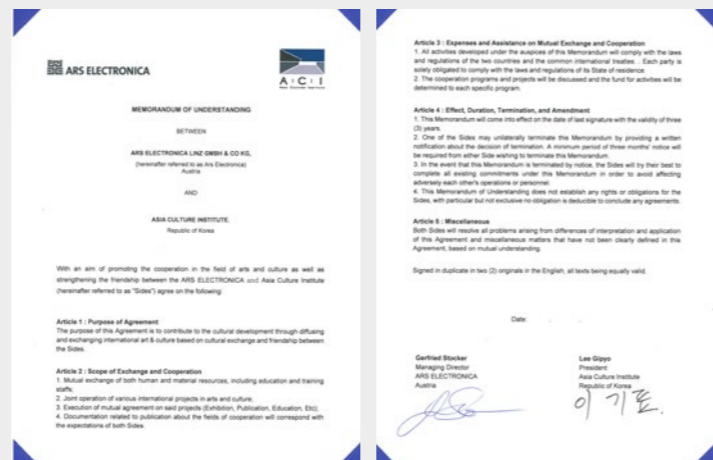 ARS ELECTRONICA
A·C·I
Asia Culture Institute
MEMORANDUM OF UNDERSTANDING
BETWEEN
ARS ELECTRONICA LINZ GMBH & CO KG,
(hereinafter referred to as Ars Electronica)
Austria
AND
ASIA CULTURE INSTITUTE,
Republic of Korea
With an aim of promoting the cooperation in the field of arts and culture as well as
strengthening the friendship between the ARS ELECTRONICA and Asia Culture Institute
(hereinafter referred to as "Sides") agree on the following:
Article 1 : Purpose of Agreement
The purpose of this Agreement is to contribute to the cultural development through diffusing
and exchanging international art & culture based on cultural exchange and friendship between
the Sides.
Article 2 : Scope of Exchange and Cooperation
1. Mutual exchange of both human and material resources, including education and training
staffs;
2. Joint operation of various international projects in arts and culture;
3. Execution of mutual agreement on said projects (Exhibition, Publication, Education, Etc);
4. Documentation related to publication about the fields of cooperation will correspond with
the expectations of both Sides.
Article 3 : Expenses and Assistance on Mutual Exchange and Cooperation
1. All activities developed under the auspices of this Memorandum will comply with the laws
and regulations of the two countries and the common international treaties. . Each party is
solely obligated to comply with the laws and regulations of its State of residence.
2. The cooperation programs and projects will be discussed and the fund for activities will be
determined to each specific program.
Article 4 : Effect, Duration, Termination, and Amendment
1. This Memorandum will come into effect on the date of last signature with the validity of three
(3) years.
2. One of the Sides may unilaterally terminate this Memorandum by providing a written
notification about the decision of termination. A minimum period of three months' notice will
be required from either Side wishing to terminate this Memorandum.
3. In the event that this Memorandum is terminated by notice, the Sides will try their best to
complete all existing commitments under this Memorandum in order to avoid affecting
adversely each other's operations or personnel.
4. This Memorandum of Understanding does not establish any rights or obligations for the
Sides, with particular but not exclusive no obligation is deducible to conclude any agreements.
Article 5 : Miscellaneous
Both Sides will resolve all problems arising from differences of interpretation and application
of this Agreement and miscellaneous matters that have not been clearly defined in this
Agreement, based on mutual understanding.
Signed in duplicate in two (2) originals in the English, all texts being equally valid.
Date: . .
Gerfried Stocker
Managing Director
ARS ELECTRONICA
Austria
Lee Gipyo
President
Asia Culture Institute
Republic of Korea
이기표